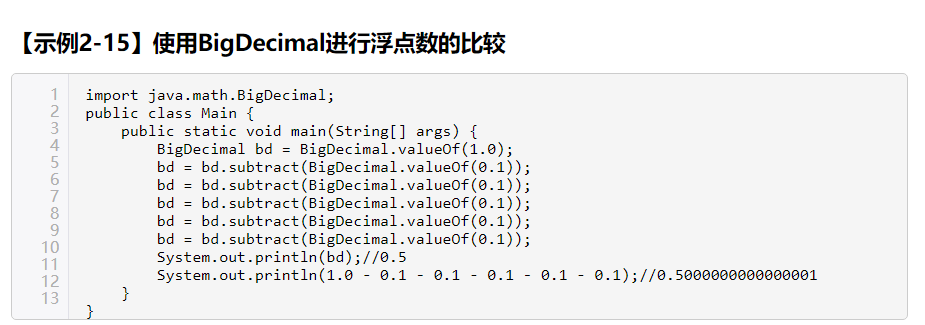 【示例2-15】使用BigDecimal进行浮点数的比较
1 import java.math.BigDecimal;
2 public class Main {
3     public static void main(String[] args) {
4         BigDecimal bd = BigDecimal.valueOf(1.0);
5         bd = bd.subtract(BigDecimal.valueOf(0.1));
6         bd = bd.subtract(BigDecimal.valueOf(0.1));
7         bd = bd.subtract(BigDecimal.valueOf(0.1));
8         bd = bd.subtract(BigDecimal.valueOf(0.1));
9         bd = bd.subtract(BigDecimal.valueOf(0.1));
10         System.out.println(bd);//0.5
11         System.out.println(1.0 - 0.1 - 0.1 - 0.1 - 0.1 - 0.1);//0.5000000000000001
12     }
13 }